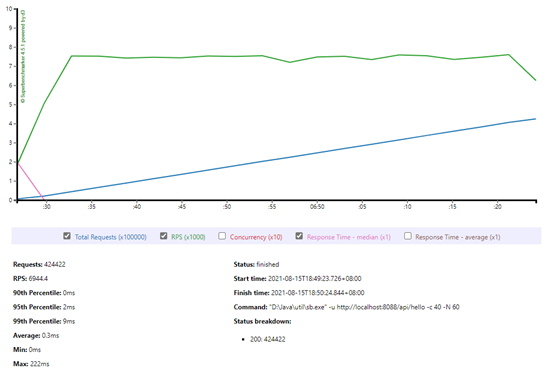 10
9
8
7
6
5
4
3
2
1
0
© Superbenchmarker 4.5.1 powered by d3
:30 :35 :40 :45 :50 :55 06:50 :05 :10 :15 :20
Total Requests (x100000) RPS (x1000) Concurrency (x10) Response Time - median (x1) Response Time - average (x1)
Requests: 424422
RPS: 6944.4
90th Percentile: 0ms
95th Percentile: 2ms
99th Percentile: 9ms
Average: 0.3ms
Min: 0ms
Max: 222ms
Status: finished
Start time: 2021-08-15T18:49:23.726+08:00
Finish time: 2021-08-15T18:50:24.844+08:00
Command: "D:\Java\util\sb.exe" -u http://localhost:8088/api/hello -c 40 -N 60
Status breakdown:
• 200: 424422